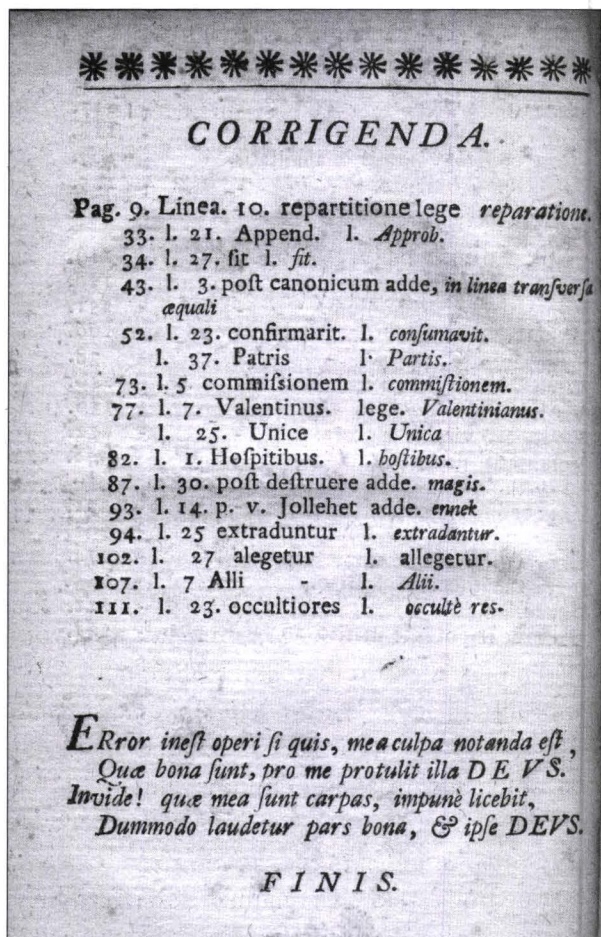 CORRIGENDA.
Pag. 9. Linea. 10. repartitione lege reparatione.
33. l. 21. Append. l. Approb.
34. l. 27. ſit l. fit.
43. l. 3. poſt canonicum adde, in linea tranſverſa
æquali
52. l. 23. confirmarit. l. conſumavit.
l. 37. Patris l. Partis.
73. l. 5 commiſsionem l. commiſtionem.
77. l. 7. Valentinus. lege. Valentinianus.
l. 25. Unice l. Unica
82. l. 1. Hoſpitibus. l. hoſtibus.
87. l. 30. poſt deſtruere adde. magis.
93. l. 14. p. v. Jollehet adde. ennek
94. l. 25 extraduntur l. extradantur.
102. l. 27 alegetur l. allegetur.
107. l. 7 Alli - l. Alii.
111. l. 23. occultiores l. occultè res.
ERror ineſt operi ſi quis, mea culpa notanda eſt,
Quæ bona ſunt, pro me protulit illa DEVS.
Invide! quæ mea ſunt carpas, impunè licebit,
Dummodo laudetur pars bona, & ipſe DEVS.
FINIS.